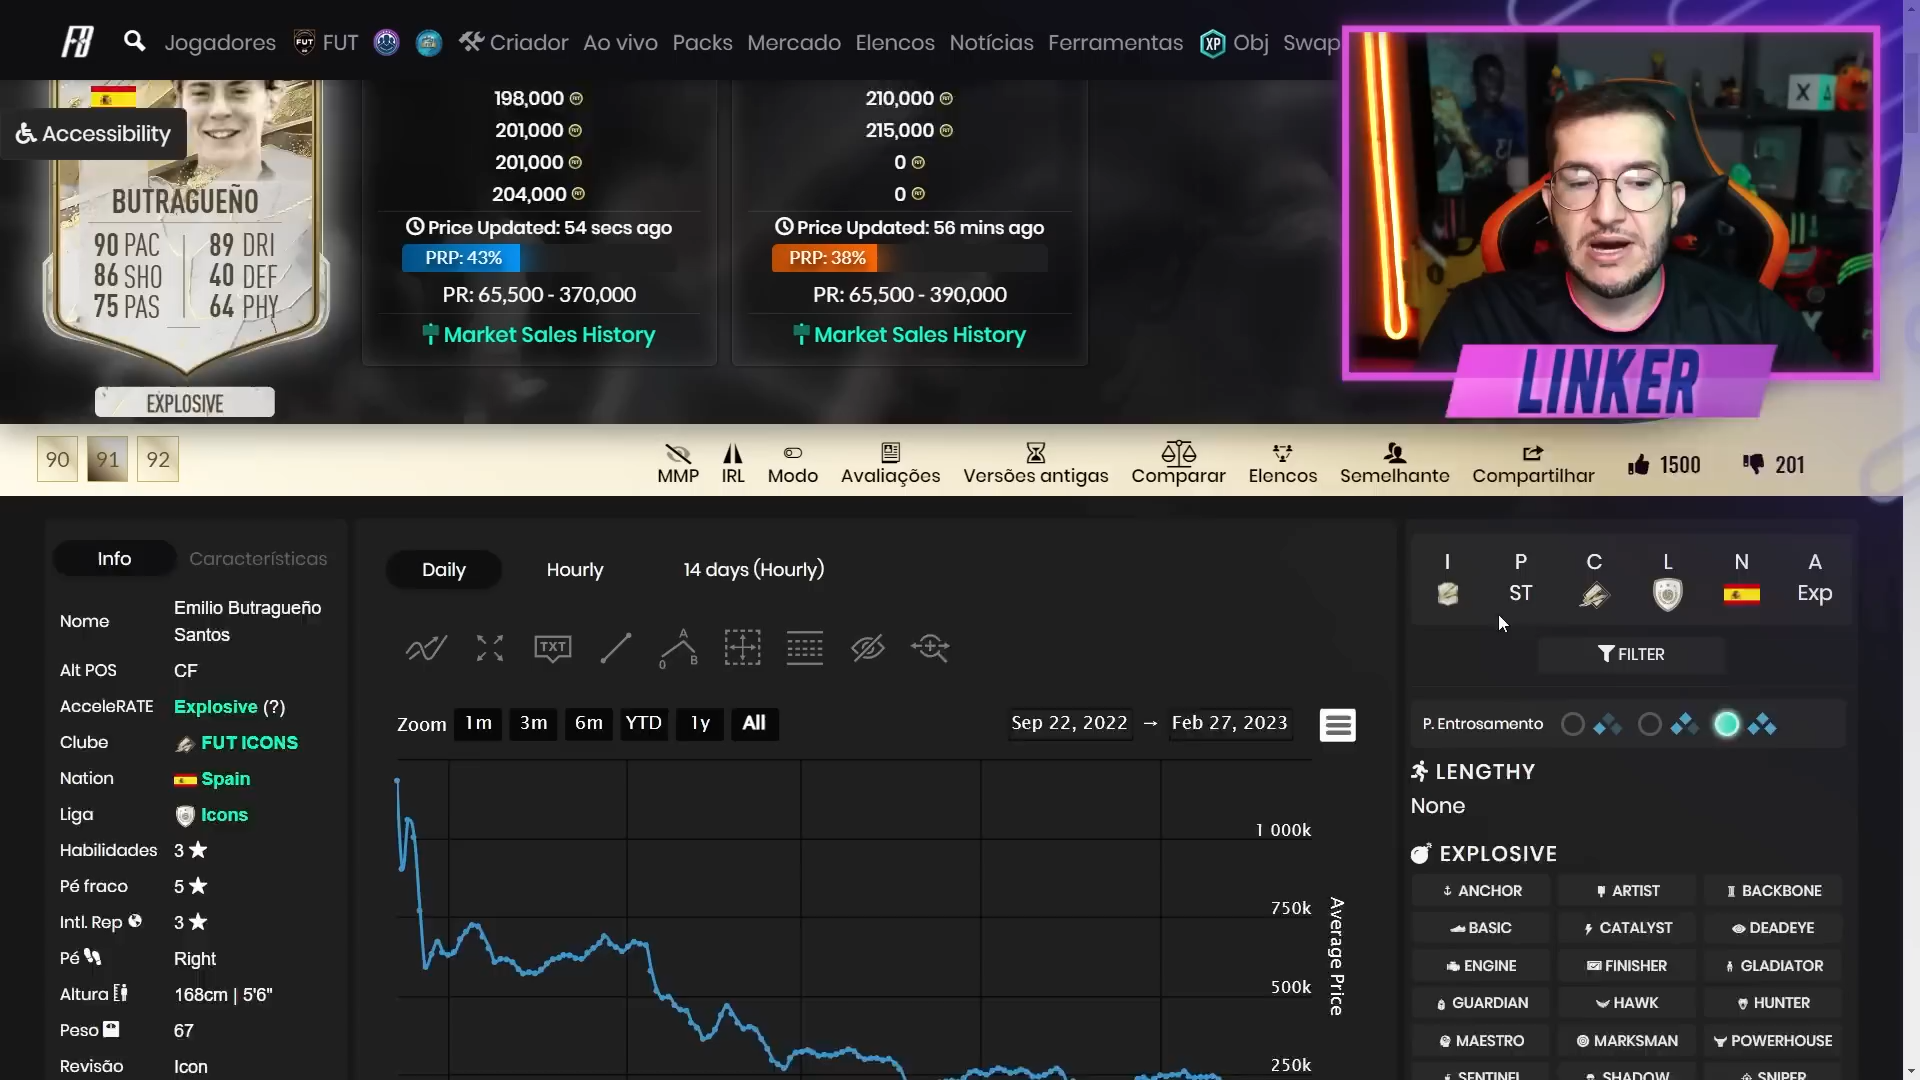 Jogadores FUT Criador Ao vivo Packs Mercado Elencos Notícias Ferramentas XP Obj Swap
Accessibility
BUTRAGUEÑO
90 PAC 89 DRI
86 SHO 40 DEF
75 PAS 64 PHY
EXPLOSIVE
198,000
201,000
201,000
204,000
Price Updated: 54 secs ago
PRP: 43%
PR: 65,500 - 370,000
Market Sales History
210,000
215,000
0
0
Price Updated: 56 mins ago
PRP: 38%
PR: 65,500 - 390,000
Market Sales History
LINKER
90 91 92
MMP IRL Modo Avaliações Versões antigas Comparar Elencos Semelhante Compartilhar 1500 201
Info Características
Nome Emilio Butragueño Santos
Alt POS CF
AcceleRATE Explosive (?)
Clube FUT ICONS
Nation Spain
Liga Icons
Habilidades 3
Pé fraco 5
Intl. Rep 3
Pé Right
Altura 168cm | 5'6"
Peso 67
Revisão Icon
Daily Hourly 14 days (Hourly)
TXT A 0 B
Zoom 1m 3m 6m YTD 1y All
Sep 22, 2022 → Feb 27, 2023
1 000k
750k
500k
250k
Average Price
I P C L N A
ST Exp
FILTER
P. Entrosamento
LENGTHY
None
EXPLOSIVE
ANCHOR ARTIST BACKBONE
BASIC CATALYST DEADEYE
ENGINE FINISHER GLADIATOR
GUARDIAN HAWK HUNTER
MAESTRO MARKSMAN POWERHOUSE
SENTINEL SHADOW SNIPER